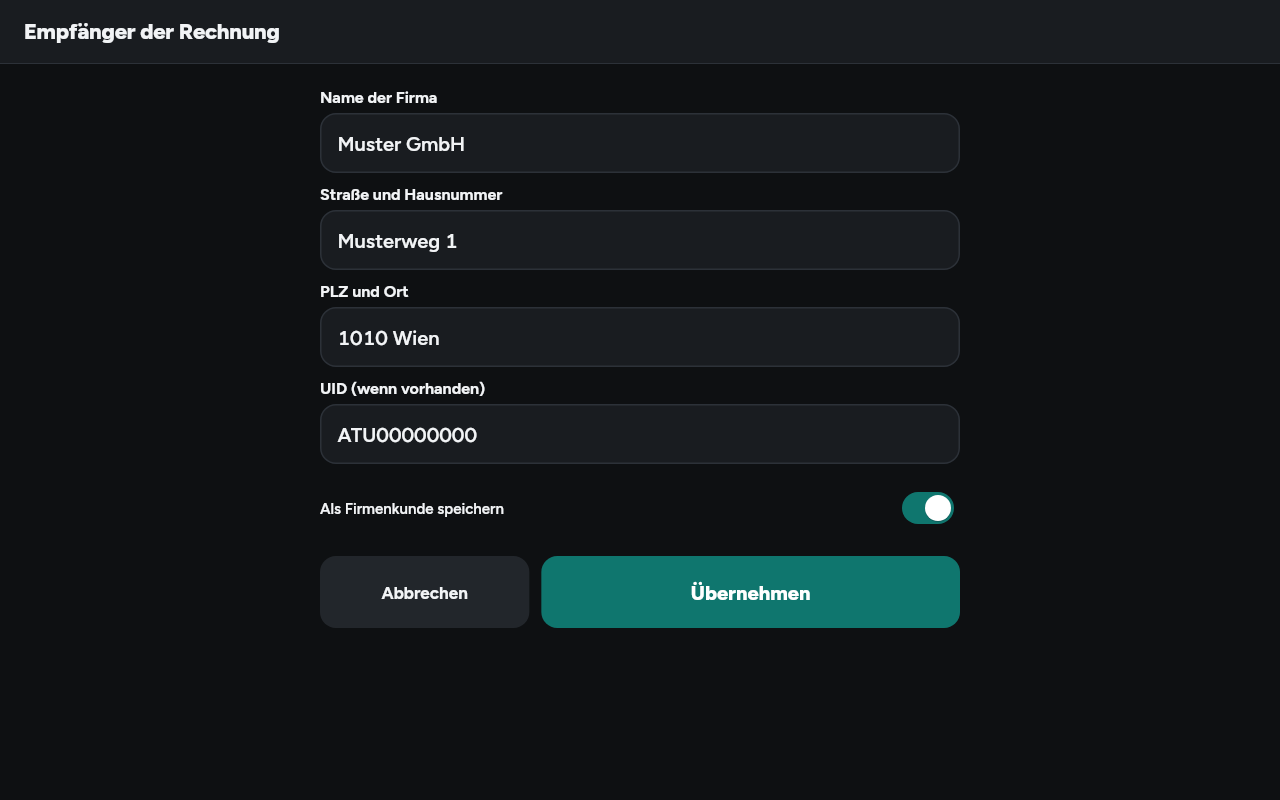 Empfänger der Rechnung
Name der Firma
Muster GmbH
Straße und Hausnummer
Musterweg 1
PLZ und Ort
1010 Wien
UID (wenn vorhanden)
ATU00000000
Als Firmenkunde speichern
Abbrechen
Übernehmen